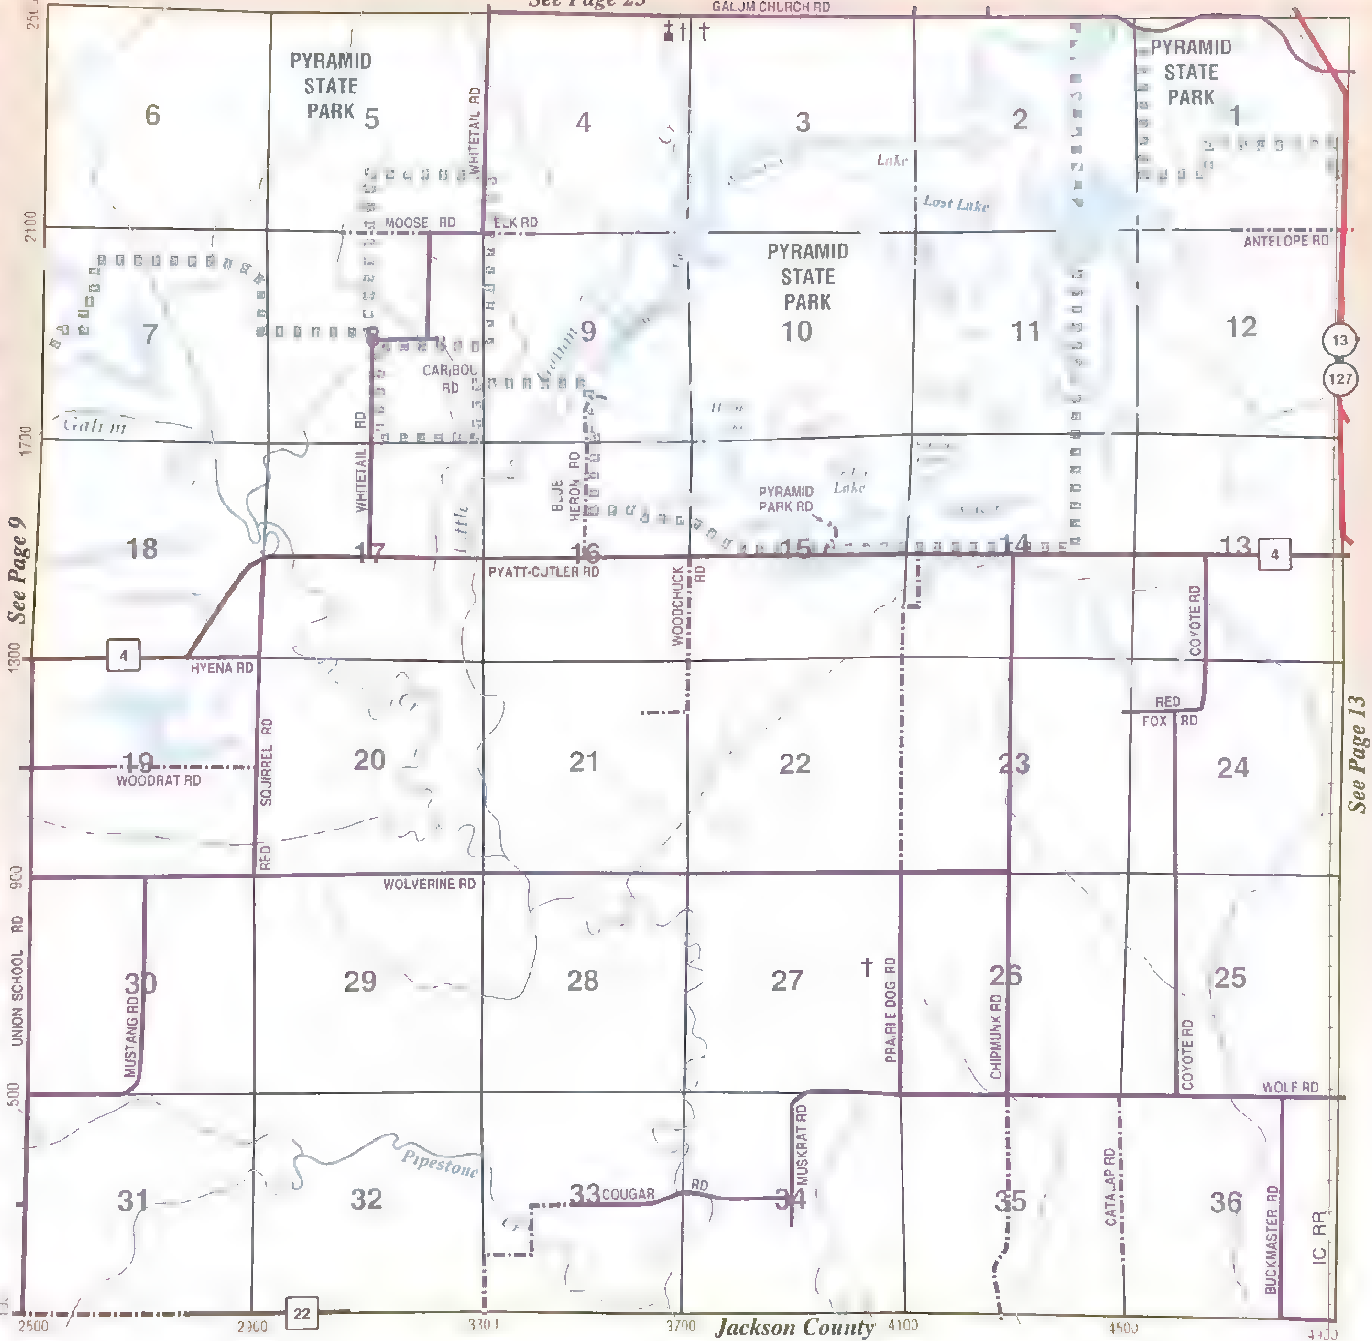 See Page 25
GALUM CHURCH RD
PYRAMID
STATE
PARK
PYRAMID
STATE
PARK
6
5
4
3
2
1
WHITETAIL RD
Lake
Lost Lake
2100
MOOSE RD
ELK RD
ANTELOPE RD
PYRAMID
STATE
PARK
7
8
9
10
11
12
13
127
CARIBOU
RD
Galum
1700
WHITETAIL RD
Little
BLUE
HERON RD
PYRAMID
PARK RD
Lake
See Page 9
18
17
16
15
14
13
4
PYATT-CUTLER RD
WOODCHUCK
RD
COYOTE RD
1300
4
HYENA RD
Cr
RED
FOX RD
See Page 13
19
20
21
22
23
24
WOODRAT RD
RED SQUIRREL RD
900
WOLVERINE RD
UNION SCHOOL RD
30
29
28
27
26
25
MUSTANG RD
PRAIRIE DOG RD
CHIPMUNK RD
COYOTE RD
500
WOLF RD
Pipestone
MUSKRAT RD
CATALAP RD
31
32
33
COUGAR RD
34
35
36
Cr
BUCKMASTER RD
IC RR
22
2500
2900
3300
3700
Jackson County
4100
4500
4900